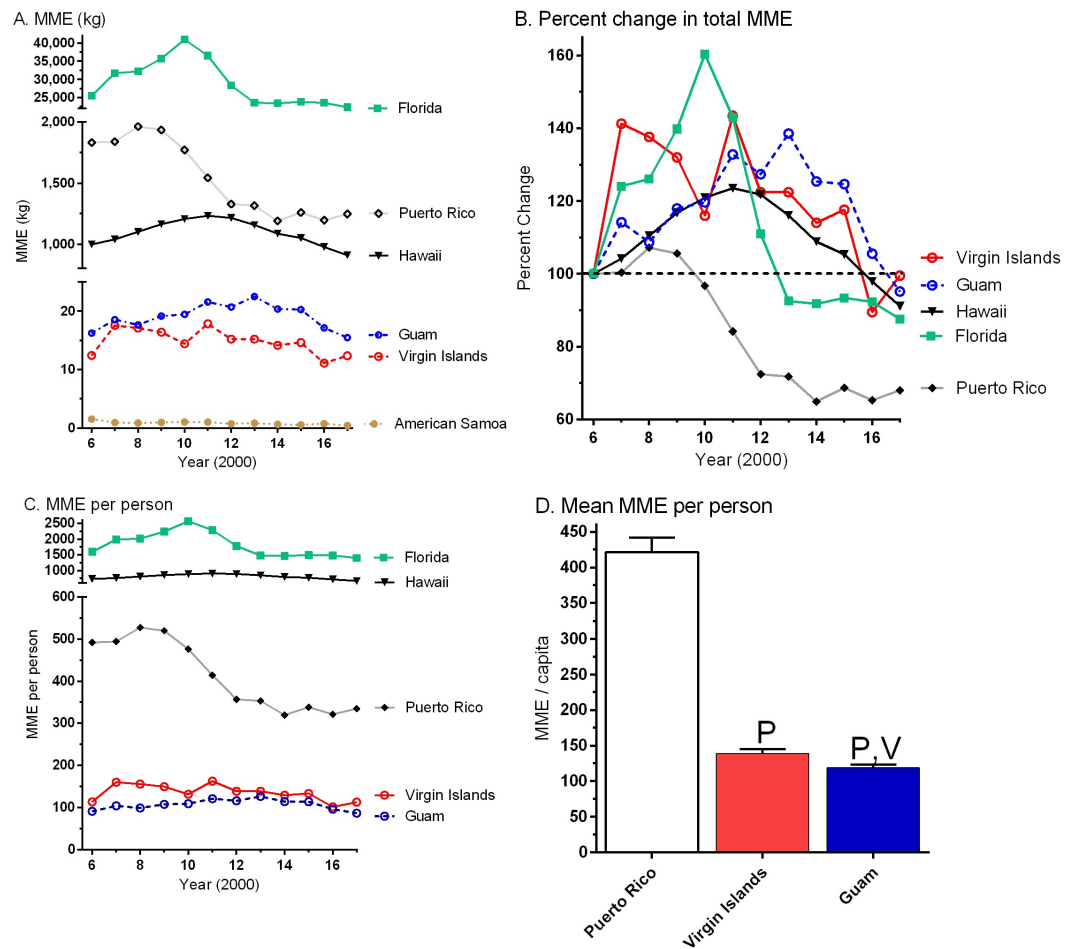 A. MME (kg)
40,000
35,000
30,000
25,000
Florida
2,000
1,500
1,000
Puerto Rico
Hawaii
MME (kg)
20
10
0
Guam
Virgin Islands
American Samoa
6 8 10 12 14 16
Year (2000)
B. Percent change in total MME
160
140
120
100
80
60
Percent Change
Virgin Islands
Guam
Hawaii
Florida
Puerto Rico
6 8 10 12 14 16
Year (2000)
C. MME per person
2500
2000
1500
1000
Florida
Hawaii
600
500
400
300
200
100
0
MME per person
Puerto Rico
Virgin Islands
Guam
6 8 10 12 14 16
Year (2000)
D. Mean MME per person
450
400
350
300
250
200
150
100
50
0
MME / capita
P
P,V
Puerto Rico
Virgin Islands
Guam